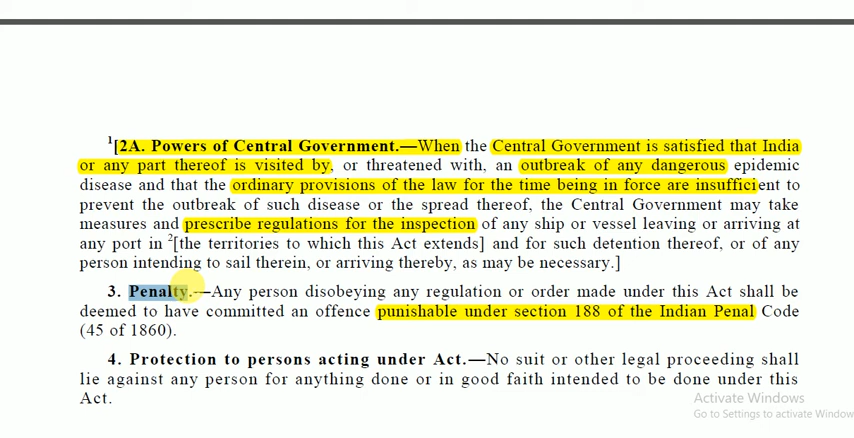 1[2A. Powers of Central Government.—When the Central Government is satisfied that India
or any part thereof is visited by, or threatened with, an outbreak of any dangerous epidemic
disease and that the ordinary provisions of the law for the time being in force are insufficient to
prevent the outbreak of such disease or the spread thereof, the Central Government may take
measures and prescribe regulations for the inspection of any ship or vessel leaving or arriving at
any port in 2[the territories to which this Act extends] and for such detention thereof, or of any
person intending to sail therein, or arriving thereby, as may be necessary.]
3. Penalty.—Any person disobeying any regulation or order made under this Act shall be
deemed to have committed an offence punishable under section 188 of the Indian Penal Code
(45 of 1860).
4. Protection to persons acting under Act.—No suit or other legal proceeding shall
lie against any person for anything done or in good faith intended to be done under this
Act.
Activate Windows
Go to Settings to activate Window